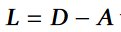 L = D − A